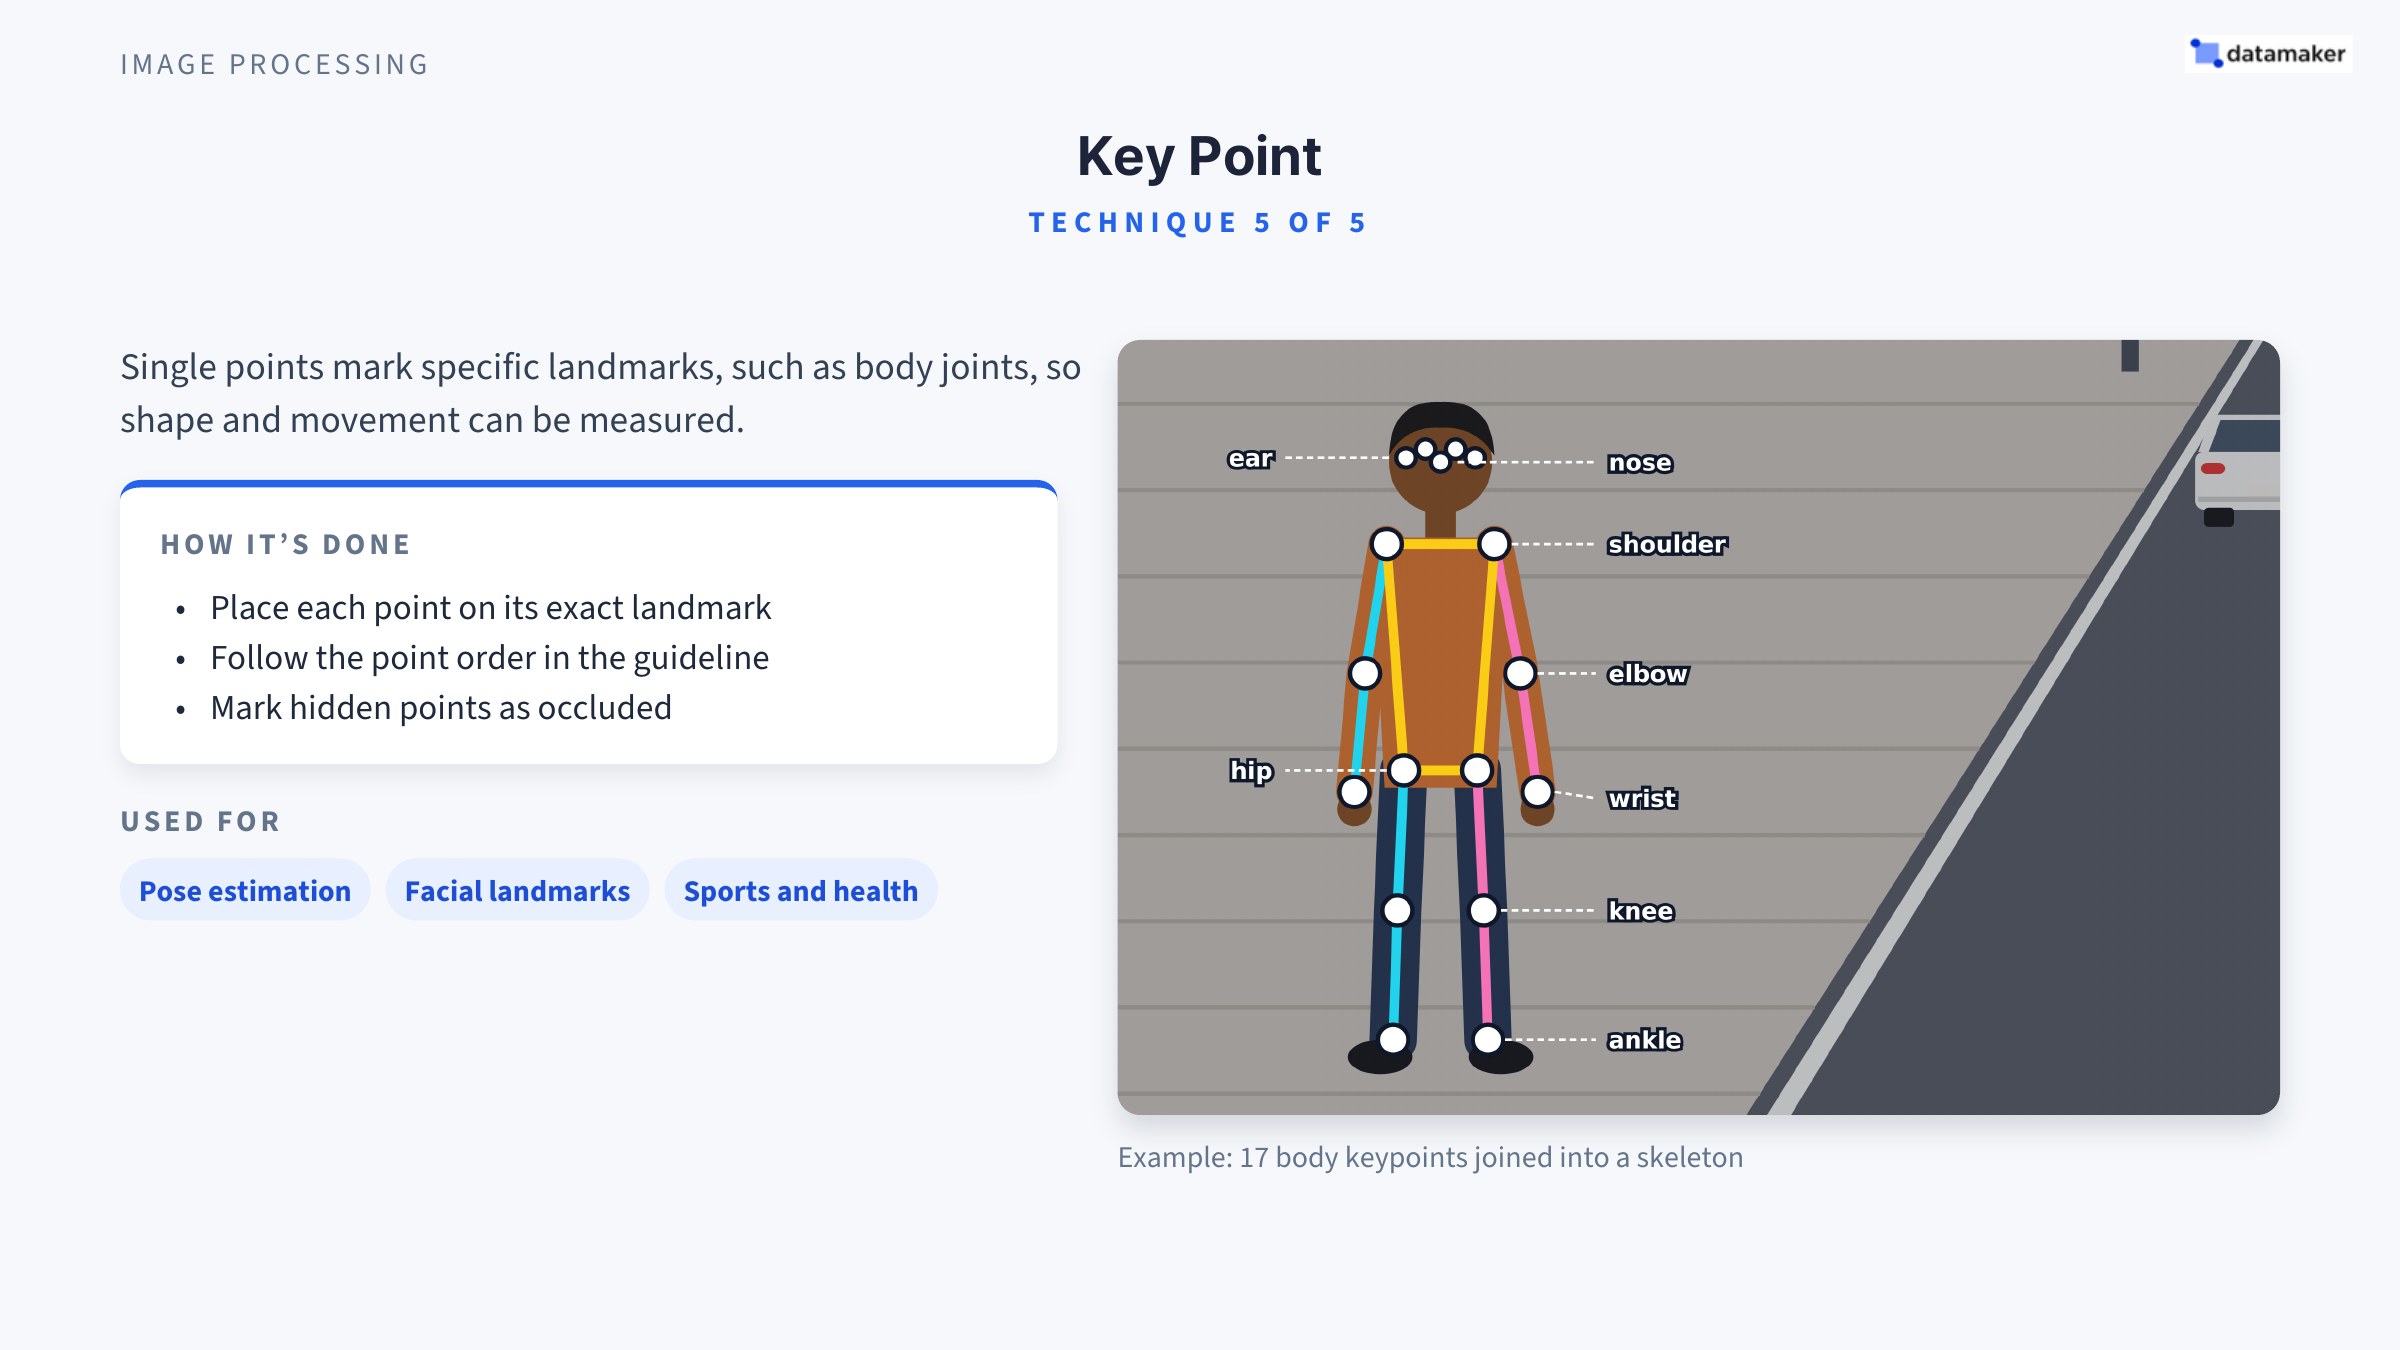 IMAGE PROCESSING
datamaker
Key Point
TECHNIQUE 5 OF 5
Single points mark specific landmarks, such as body joints, so
shape and movement can be measured.
HOW IT’S DONE
• Place each point on its exact landmark
• Follow the point order in the guideline
• Mark hidden points as occluded
USED FOR
Pose estimation
Facial landmarks
Sports and health
ear
nose
shoulder
elbow
hip
wrist
knee
ankle
Example: 17 body keypoints joined into a skeleton